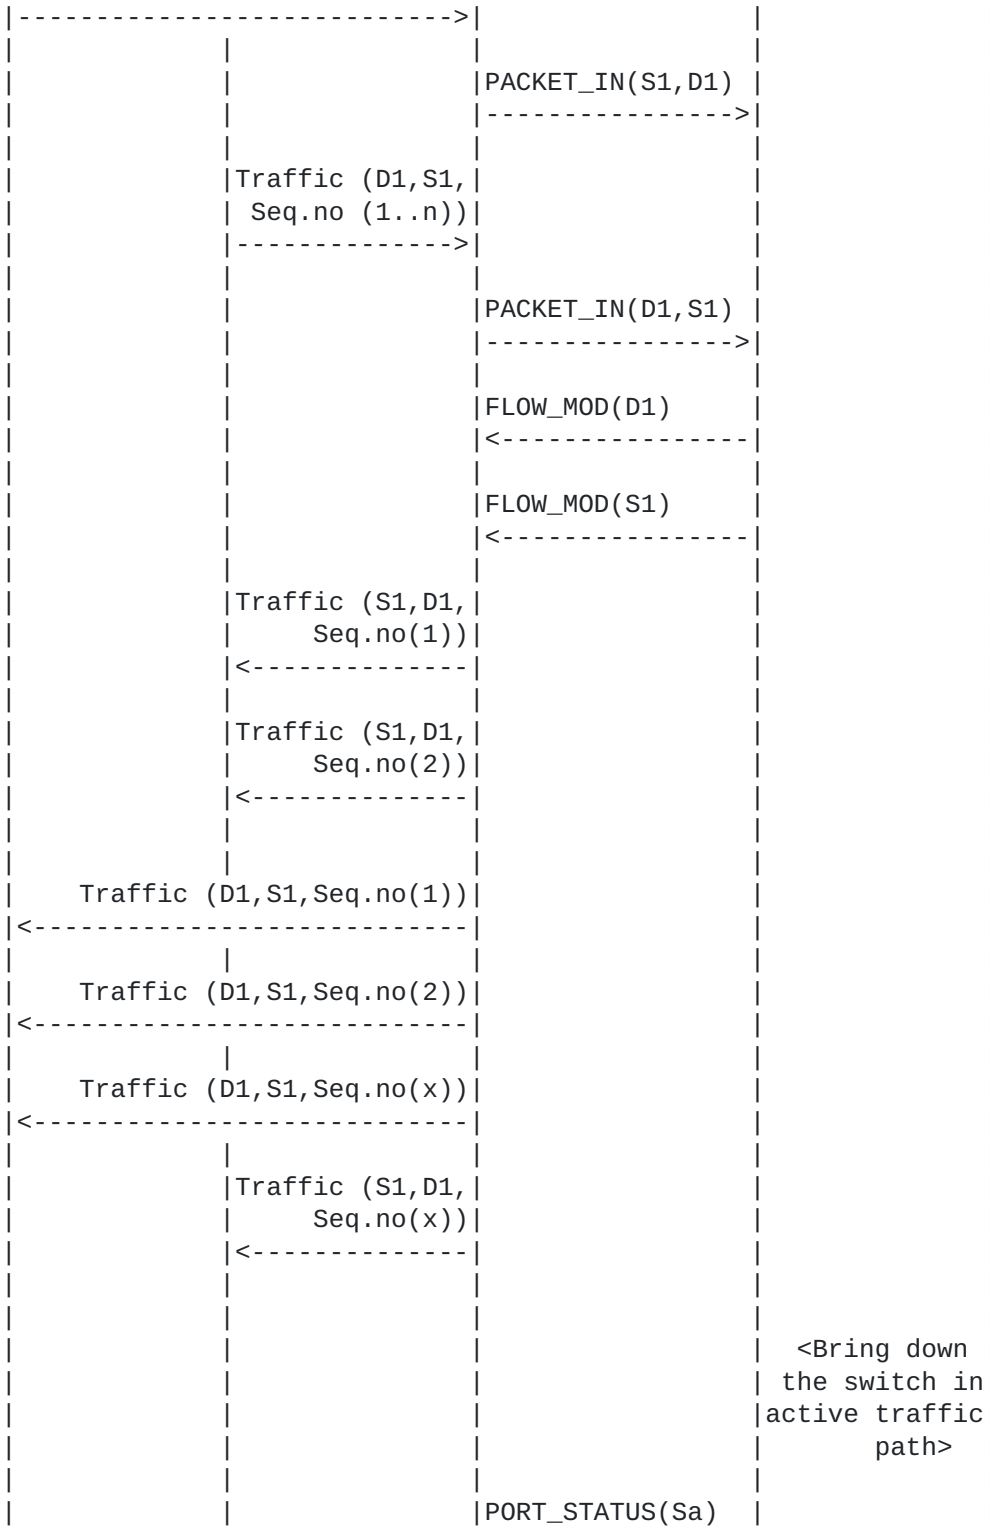 |---------------------------->|                 |
|             |               |                 |
|             |               |PACKET_IN(S1,D1) |
|             |               |---------------->|
|             |               |                 |
|             |Traffic (D1,S1,|                 |
|             | Seq.no (1..n))|                 |
|             |-------------->|                 |
|             |               |                 |
|             |               |PACKET_IN(D1,S1) |
|             |               |---------------->|
|             |               |                 |
|             |               |FLOW_MOD(D1)     |
|             |               |<----------------|
|             |               |                 |
|             |               |FLOW_MOD(S1)     |
|             |               |<----------------|
|             |               |                 |
|             |Traffic (S1,D1,|                 |
|             |     Seq.no(1))|                 |
|             |<--------------|                 |
|             |               |                 |
|             |Traffic (S1,D1,|                 |
|             |     Seq.no(2))|                 |
|             |<--------------|                 |
|             |               |                 |
|             |               |                 |
|    Traffic (D1,S1,Seq.no(1))|                 |
|<----------------------------|                 |
|             |               |                 |
|    Traffic (D1,S1,Seq.no(2))|                 |
|<----------------------------|                 |
|             |               |                 |
|    Traffic (D1,S1,Seq.no(x))|                 |
|<----------------------------|                 |
|             |               |                 |
|             |Traffic (S1,D1,|                 |
|             |     Seq.no(x))|                 |
|             |<--------------|                 |
|             |               |                 |
|             |               |                 |
|             |               |                 |  <Bring down
|             |               |                 | the switch in
|             |               |                 |active traffic
|             |               |                 |       path>
|             |               |                 |
|             |               |PORT_STATUS(Sa)  |